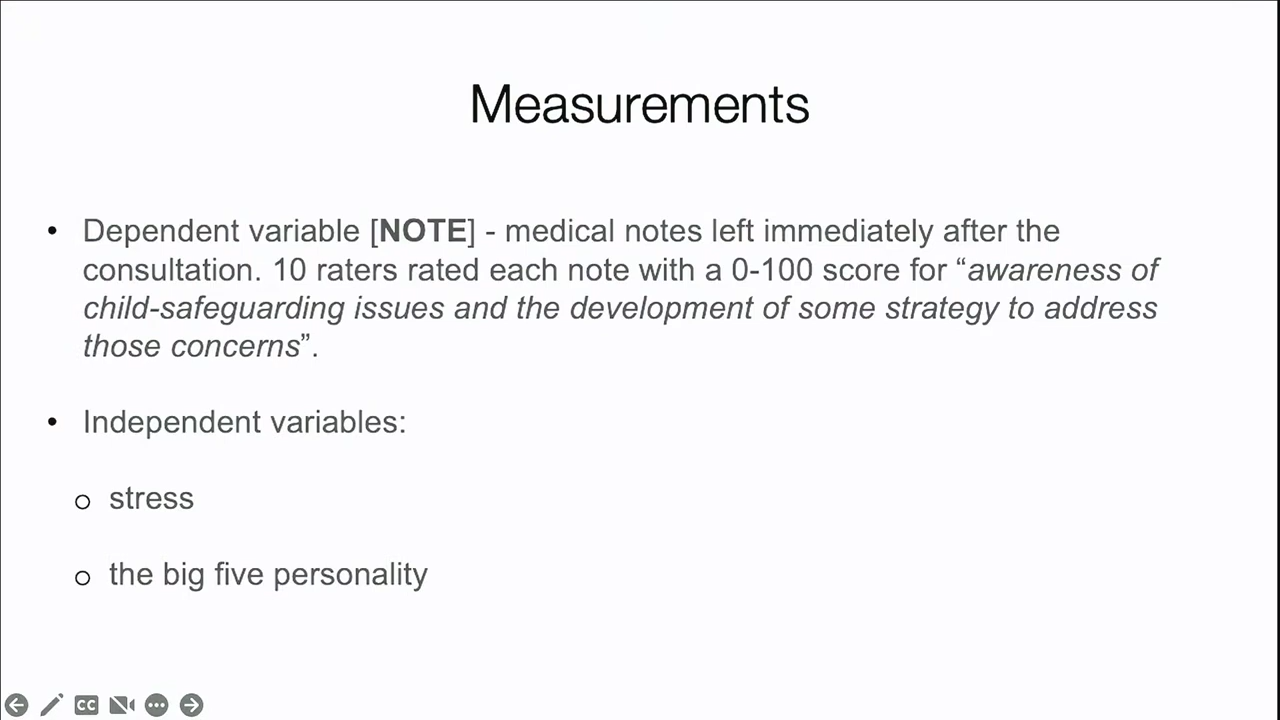 Measurements
• Dependent variable [NOTE] - medical notes left immediately after the
consultation. 10 raters rated each note with a 0-100 score for “awareness of
child-safeguarding issues and the development of some strategy to address
those concerns”.
• Independent variables:
o stress
o the big five personality
CC